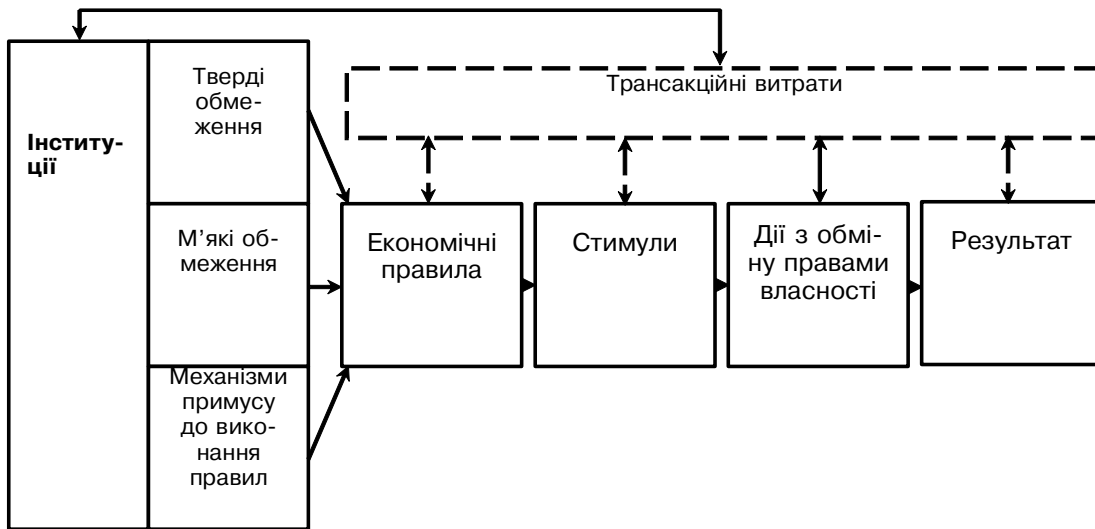 Інститу-
ції
Тверді
обме-
ження
М’які об-
меження
Механізми
примусу
до вико-
нання
правил
Трансакційні витрати
Економічні
правила
Стимули
Дії з обмі-
ну правами
власності
Результат